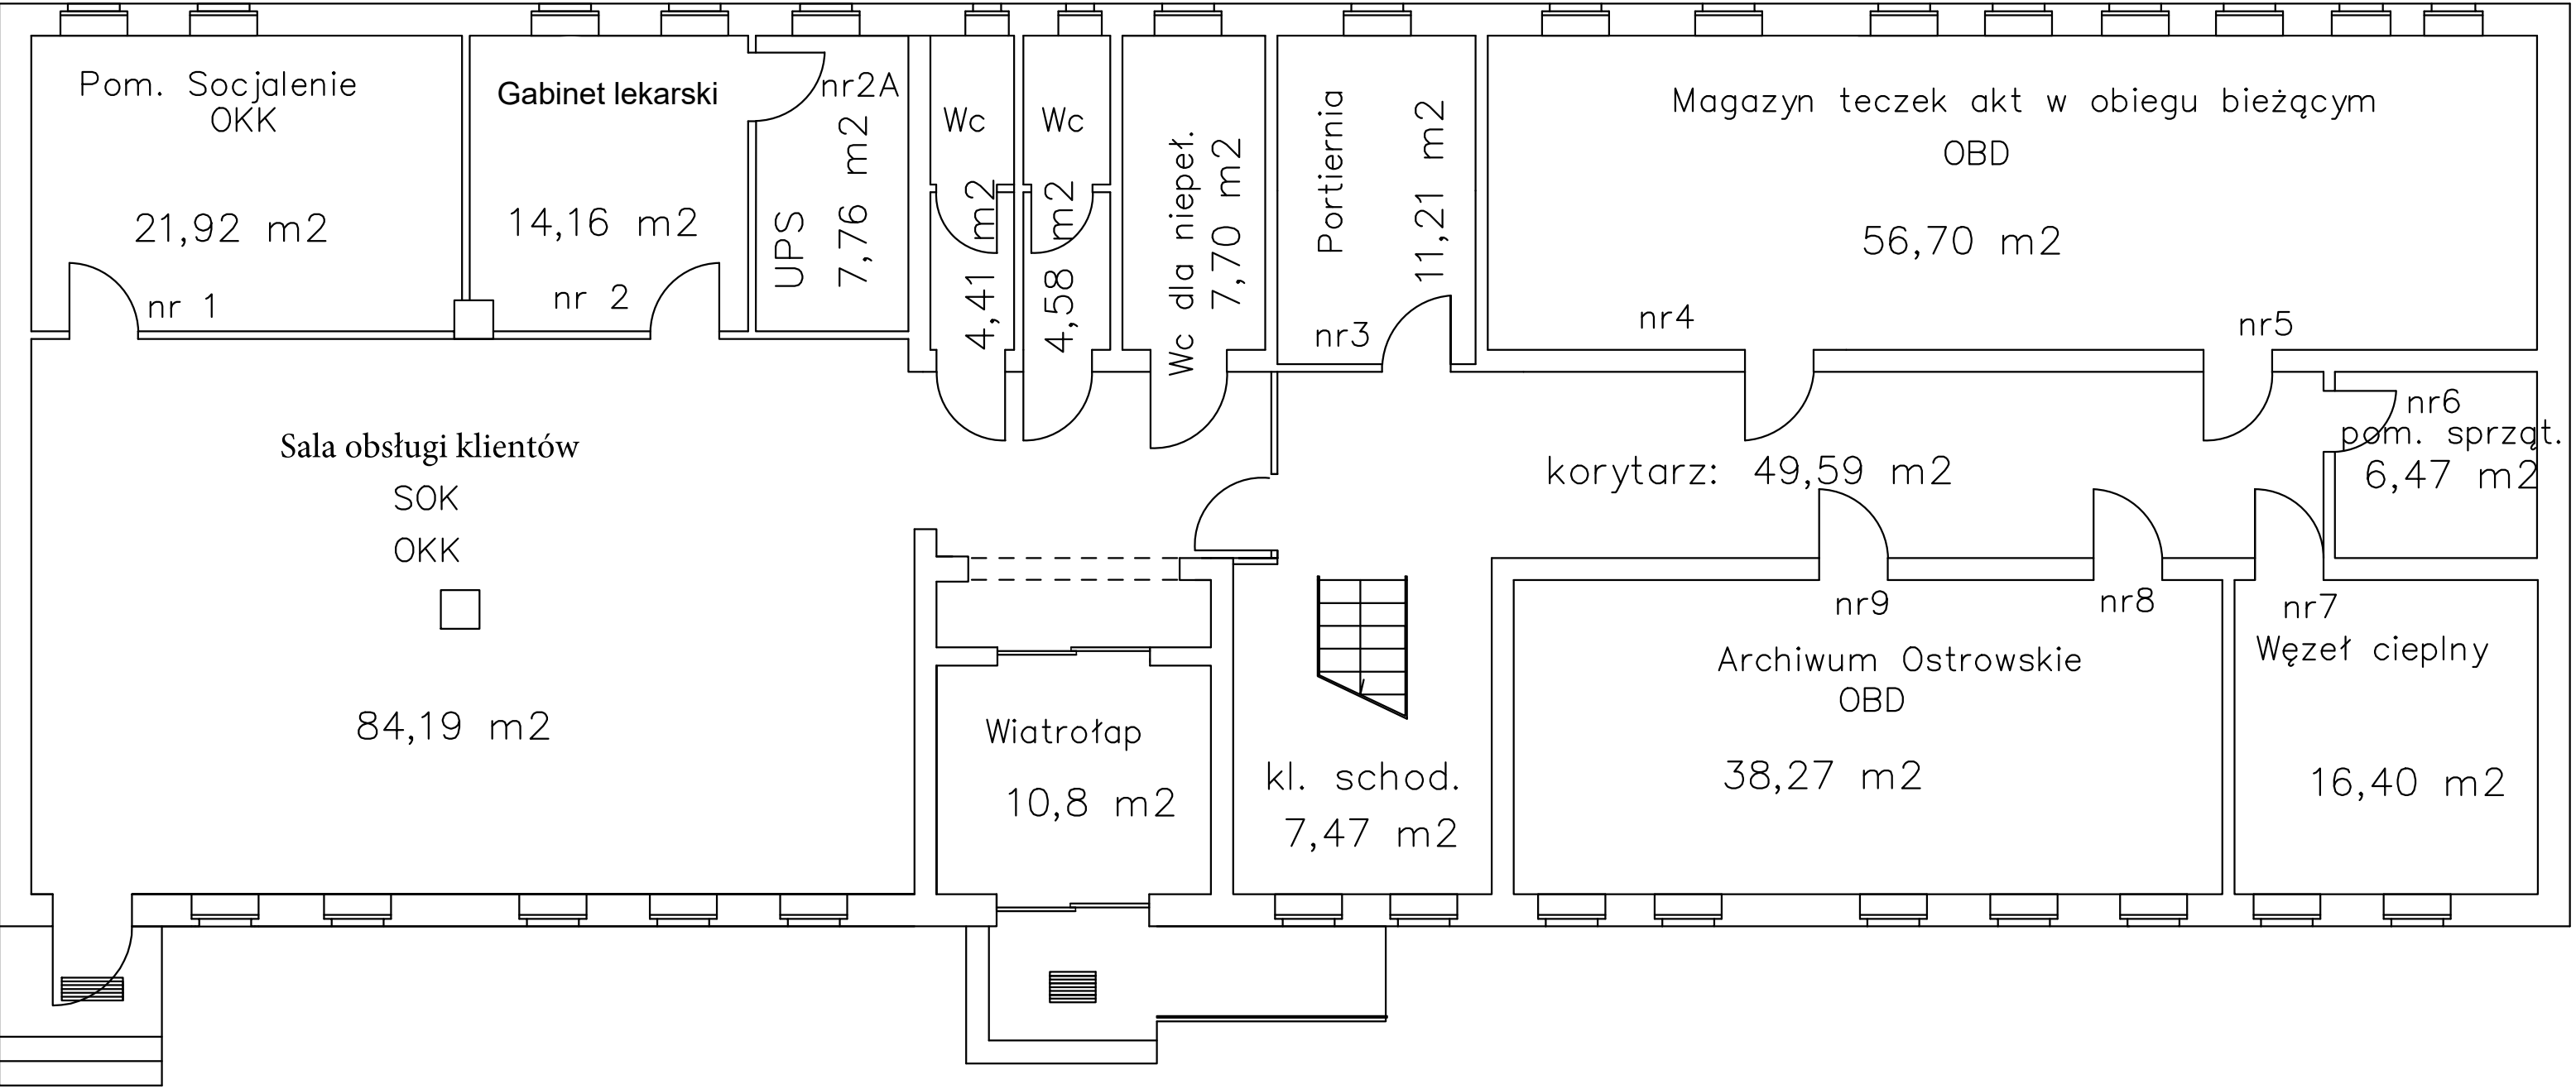 Pom. Socjalenie
OKK
21,92 m2
nr 1
Gabinet lekarski
14,16 m2
nr 2
nr2A
UPS
7,76 m2
Wc
4,41 m2
Wc
4,58 m2
Wc dla niepeł.
7,70 m2
Portiernia
11,21 m2
nr3
Magazyn teczek akt w obiegu bieżącym
OBD
56,70 m2
nr4
nr5
nr6
pom. sprząt.
6,47 m2
korytarz: 49,59 m2
Sala obsługi klientów
SOK
OKK
84,19 m2
Wiatrołap
10,8 m2
kl. schod.
7,47 m2
nr9
nr8
Archiwum Ostrowskie
OBD
38,27 m2
nr7
Węzeł cieplny
16,40 m2